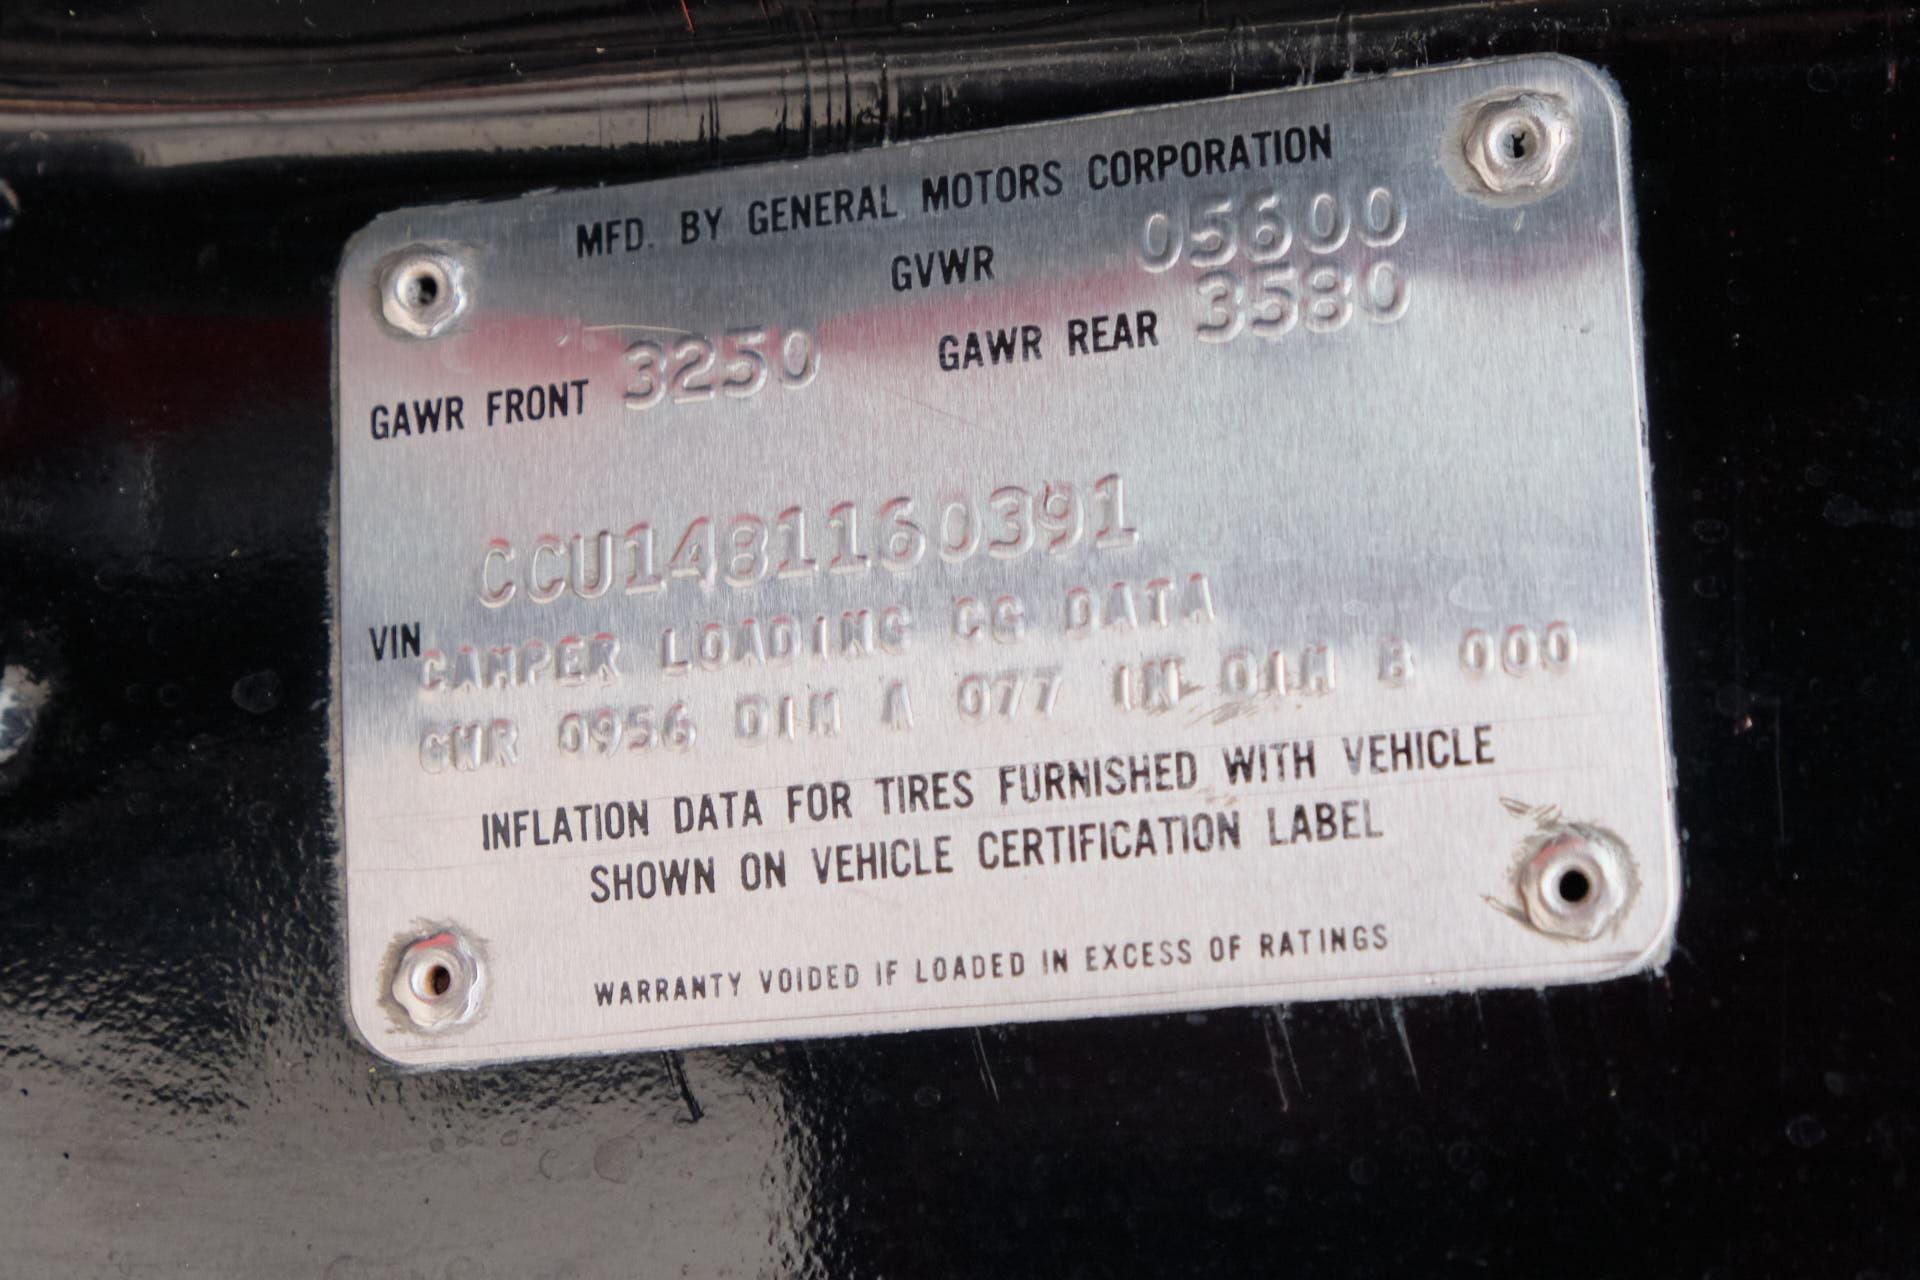 MFD. BY GENERAL MOTORS CORPORATION
GVWR 05600
GAWR FRONT 3250 GAWR REAR 3580
VIN CCU1481160391
CAMPER LOADING CG DATA
CWR 0956 DIM A 077 IN DIM B 000
INFLATION DATA FOR TIRES FURNISHED WITH VEHICLE
SHOWN ON VEHICLE CERTIFICATION LABEL
WARRANTY VOIDED IF LOADED IN EXCESS OF RATINGS